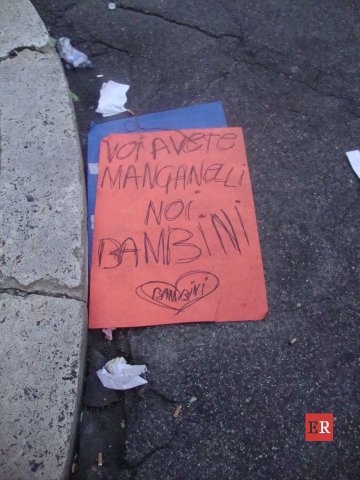 VOI AVETE
MANGANELLI
NOI
BAMBINI
BAMBINI
ER